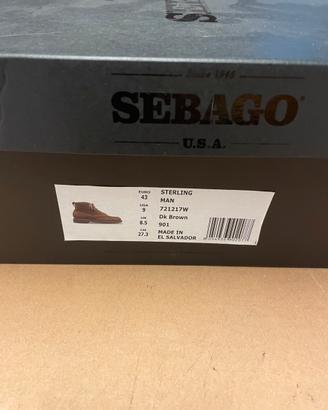 Since 1946
SEBAGO®
U.S.A.
EURO
43
USA
9
UK
8.5
CM
27.3
STERLING
MAN
721217W
Dk Brown
901
MADE IN
EL SALVADOR